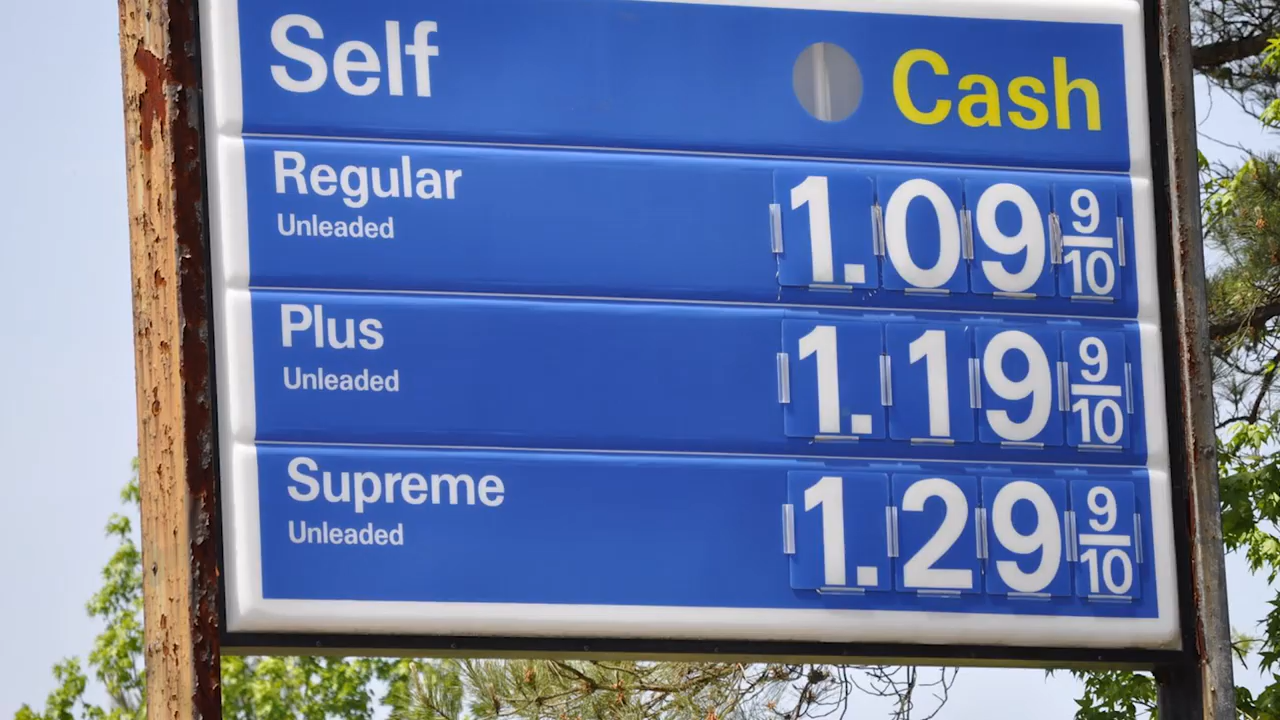 Self Cash
Regular
Unleaded
1.09 9/10
Plus
Unleaded
1.19 9/10
Supreme
Unleaded
1.29 9/10